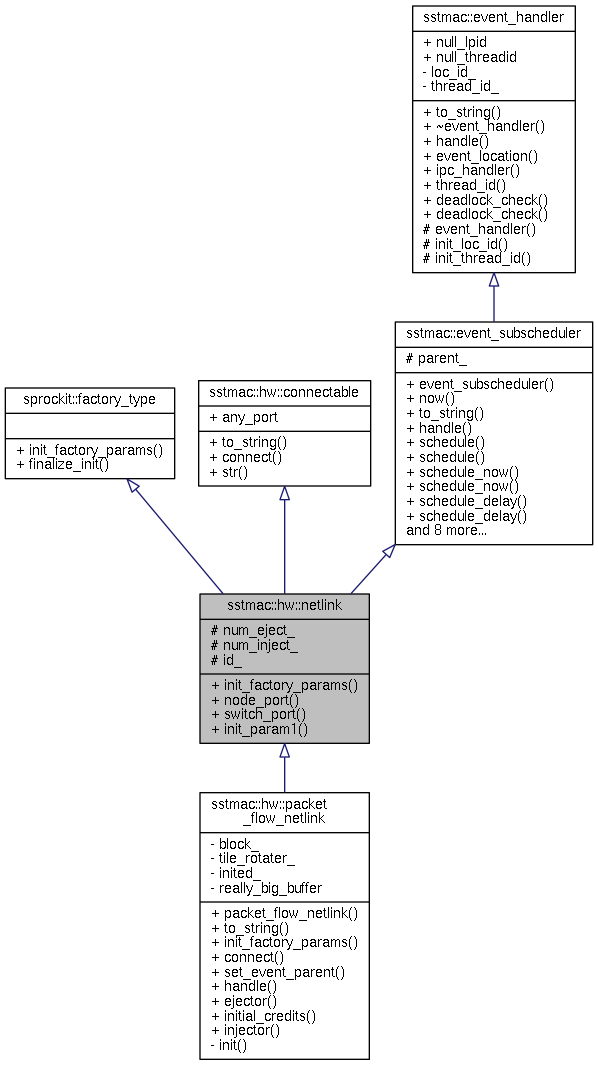 sstmac::event_handler
+ null_lpid
+ null_threadid
- loc_id_
- thread_id_
+ to_string()
+ ~event_handler()
+ handle()
+ event_location()
+ ipc_handler()
+ thread_id()
+ deadlock_check()
+ deadlock_check()
# event_handler()
# init_loc_id()
# init_thread_id()
sstmac::event_subscheduler
# parent_
+ event_subscheduler()
+ now()
+ to_string()
+ handle()
+ schedule()
+ schedule()
+ schedule_now()
+ schedule_now()
+ schedule_delay()
+ schedule_delay()
and 8 more...
sprockit::factory_type
+ init_factory_params()
+ finalize_init()
sstmac::hw::connectable
+ any_port
+ to_string()
+ connect()
+ str()
sstmac::hw::netlink
# num_eject_
# num_inject_
# id_
+ init_factory_params()
+ node_port()
+ switch_port()
+ init_param1()
sstmac::hw::packet
_flow_netlink
- block_
- tile_rotater_
- inited_
- really_big_buffer
+ packet_flow_netlink()
+ to_string()
+ init_factory_params()
+ connect()
+ set_event_parent()
+ handle()
+ ejector()
+ initial_credits()
+ injector()
- init()